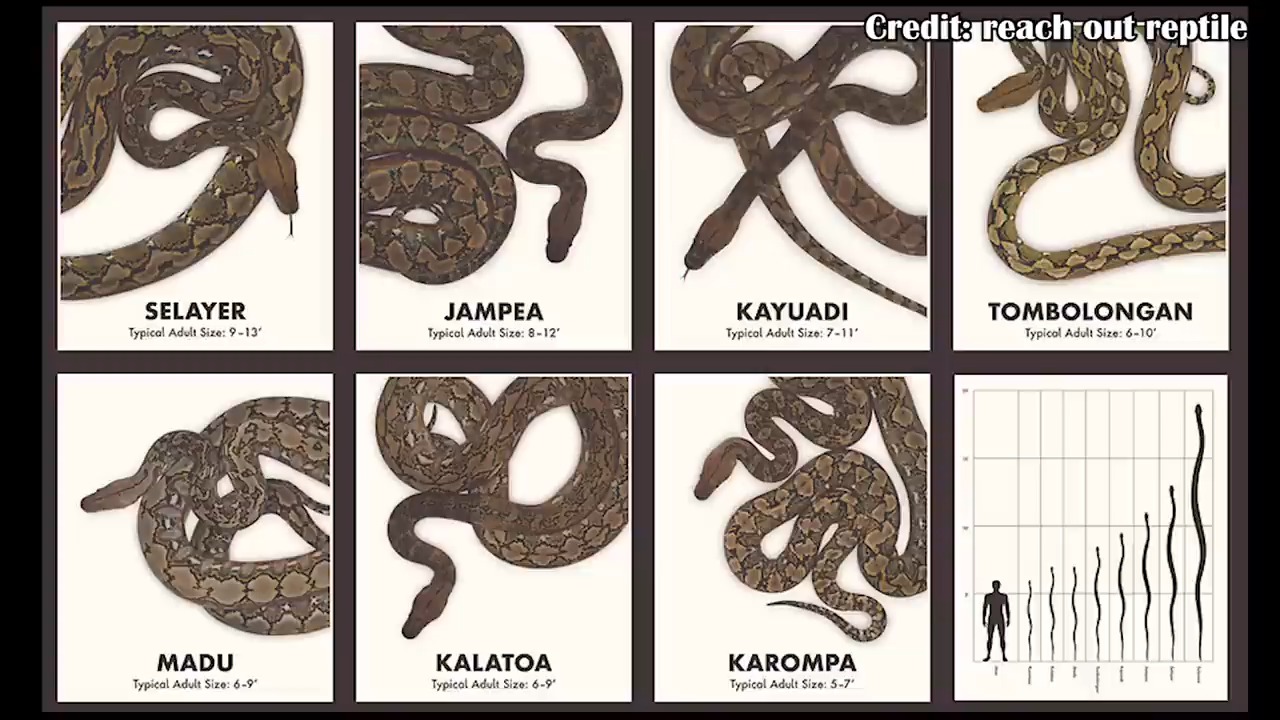 Credit: reach out reptile
SELAYER
Typical Adult Size: 9-13'
JAMPEA
Typical Adult Size: 8-12'
KAYUADI
Typical Adult Size: 7-11'
TOMBOLONGAN
Typical Adult Size: 6-10'
MADU
Typical Adult Size: 6-9'
KALATOA
Typical Adult Size: 6-9'
KAROMPA
Typical Adult Size: 5-7'